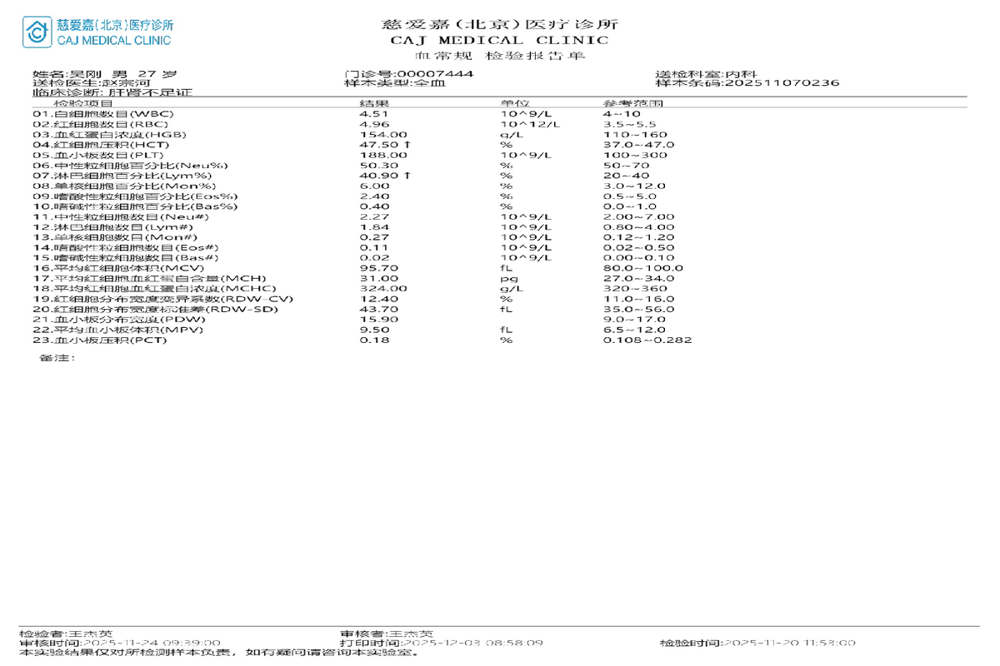 慈爱嘉(北京)医疗诊所
CAJ MEDICAL CLINIC
慈爱嘉(北京)医疗诊所
CAJ MEDICAL CLINIC
血常规 检验报告单
姓名:吴刚 男 27 岁 门诊号:00007444 送检科室:内科
送检医生:赵宗河 样本类型:全血 样本条码:202511070236
临床诊断: 肝肾不足证
检验项目 结果 单位 参考范围
01.白细胞数目(WBC) 4.51 10^9/L 4~10
02.红细胞数目(RBC) 4.96 10^12/L 3.5~5.5
03.血红蛋白浓度(HGB) 154.00 g/L 110~160
04.红细胞压积(HCT) 47.50↑ % 37.0~47.0
05.血小板数目(PLT) 188.00 10^9/L 100~300
06.中性粒细胞百分比(Neu%) 50.30 % 50~70
07.淋巴细胞百分比(Lym%) 40.90↑ % 20~40
08.单核细胞百分比(Mon%) 6.00 % 3.0~12.0
09.嗜酸性粒细胞百分比(Eos%) 2.40 % 0.5~5.0
10.嗜碱性粒细胞百分比(Bas%) 0.40 % 0.0~1.0
11.中性粒细胞数目(Neu#) 2.27 10^9/L 2.00~7.00
12.淋巴细胞数目(Lym#) 1.84 10^9/L 0.80~4.00
13.单核细胞数目(Mon#) 0.27 10^9/L 0.12~1.20
14.嗜酸性粒细胞数目(Eos#) 0.11 10^9/L 0.02~0.50
15.嗜碱性粒细胞数目(Bas#) 0.02 10^9/L 0.00~0.10
16.平均红细胞体积(MCV) 95.70 fL 80.0~100.0
17.平均红细胞血红蛋白含量(MCH) 31.00 pg 27.0~34.0
18.平均红细胞血红蛋白浓度(MCHC) 324.00 g/L 320~360
19.红细胞分布宽度变异系数(RDW-CV) 12.40 % 11.0~16.0
20.红细胞分布宽度标准差(RDW-SD) 43.70 fL 35.0~56.0
21.血小板分布宽度(PDW) 15.90 9.0~17.0
22.平均血小板体积(MPV) 9.50 fL 6.5~12.0
23.血小板压积(PCT) 0.18 % 0.108~0.282
备注:
检验者:王杰英 审核者:王杰英
审核时间:2025-11-24 09:39:00 打印时间:2025-12-03 08:58:09 检验时间:2025-11-20 11:53:00
本实验结果仅对所检测样本负责，如有疑问请咨询本实验室。